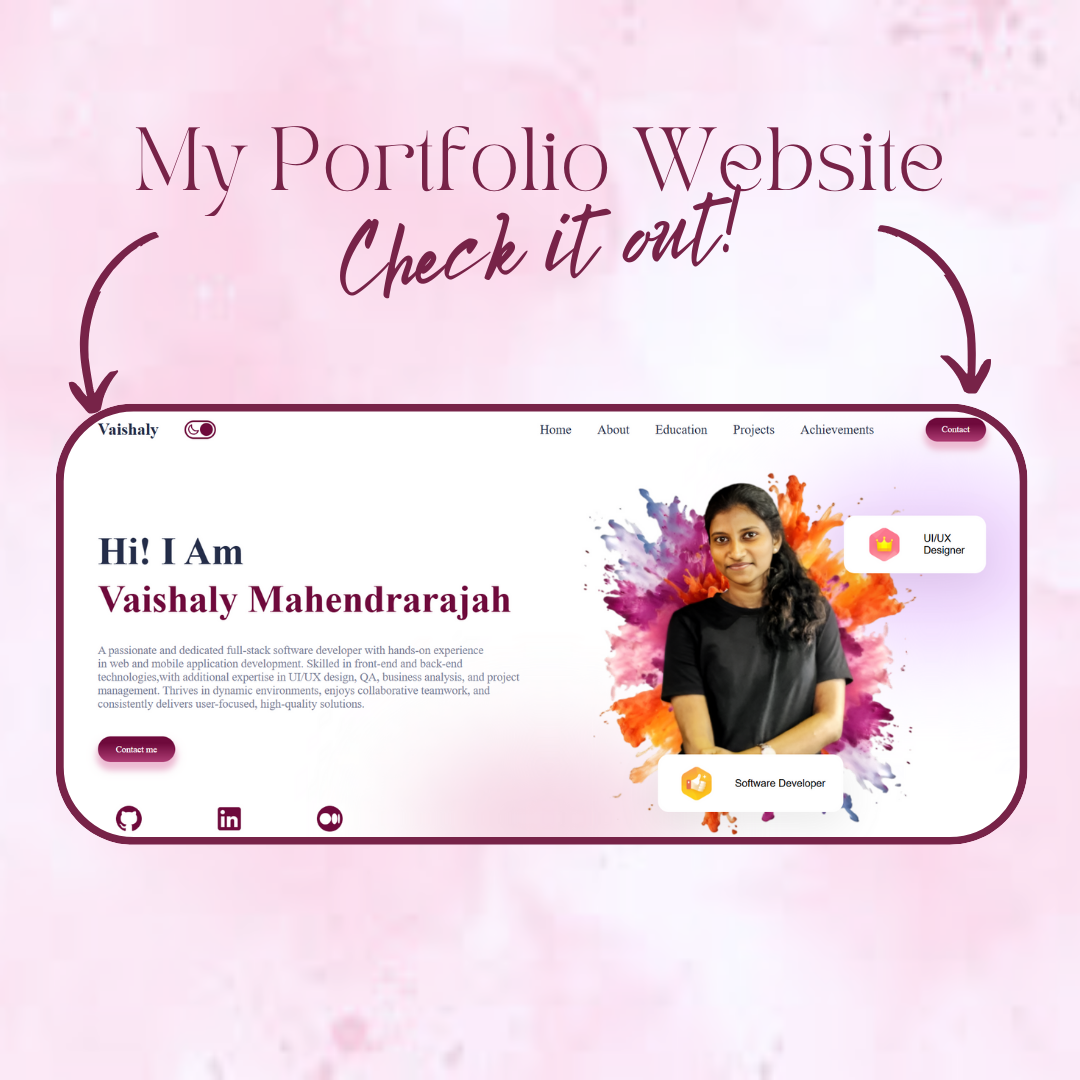 My Portfolio Website
Check it out!
Vaishaly
Home About Education Projects Achievements Contact
UI/UX
Designer
Hi! I Am
Vaishaly Mahendrarajah
A passionate and dedicated full-stack software developer with hands-on experience
in web and mobile application development. Skilled in front-end and back-end
technologies,with additional expertise in UI/UX design, QA, business analysis, and project
management. Thrives in dynamic environments, enjoys collaborative teamwork, and
consistently delivers user-focused, high-quality solutions.
Contact me
Software Developer
in